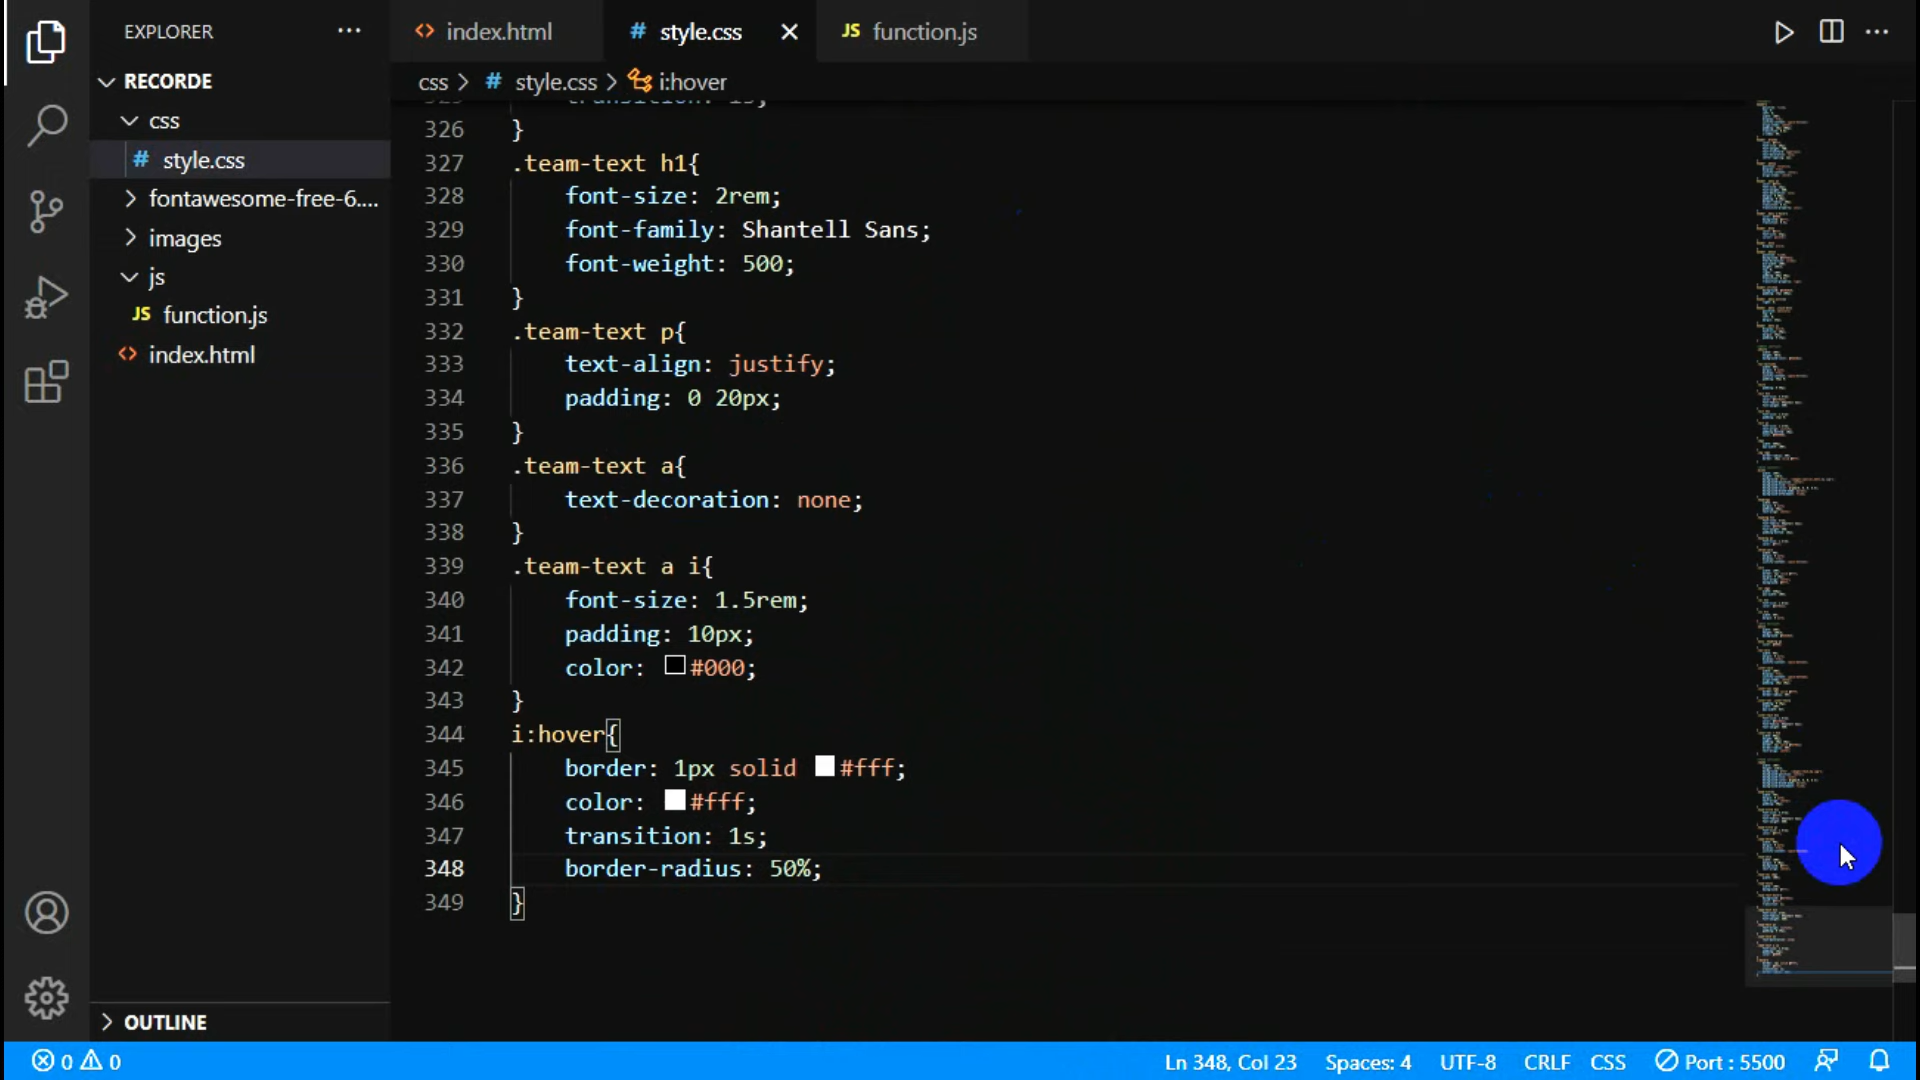 EXPLORER
RECORDE
css
# style.css
fontawesome-free-6....
images
js
JS function.js
<> index.html
OUTLINE
<> index.html
# style.css
JS function.js
css > # style.css > i:hover
326 }
327 .team-text h1{
328 font-size: 2rem;
329 font-family: Shantell Sans;
330 font-weight: 500;
331 }
332 .team-text p{
333 text-align: justify;
334 padding: 0 20px;
335 }
336 .team-text a{
337 text-decoration: none;
338 }
339 .team-text a i{
340 font-size: 1.5rem;
341 padding: 10px;
342 color: #000;
343 }
344 i:hover{
345 border: 1px solid #fff;
346 color: #fff;
347 transition: 1s;
348 border-radius: 50%;
349 }
0 0 Ln 348, Col 23 Spaces: 4 UTF-8 CRLF CSS Port : 5500